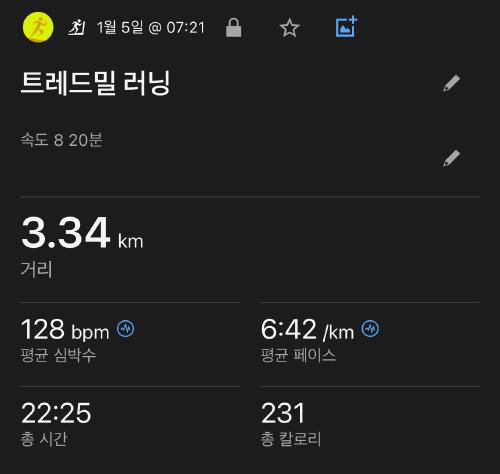 1월 5일 @ 07:21
트레드밀 러닝
속도 8 20분
3.34 km
거리
128 bpm
평균 심박수
6:42 /km
평균 페이스
22:25
총 시간
231
총 칼로리